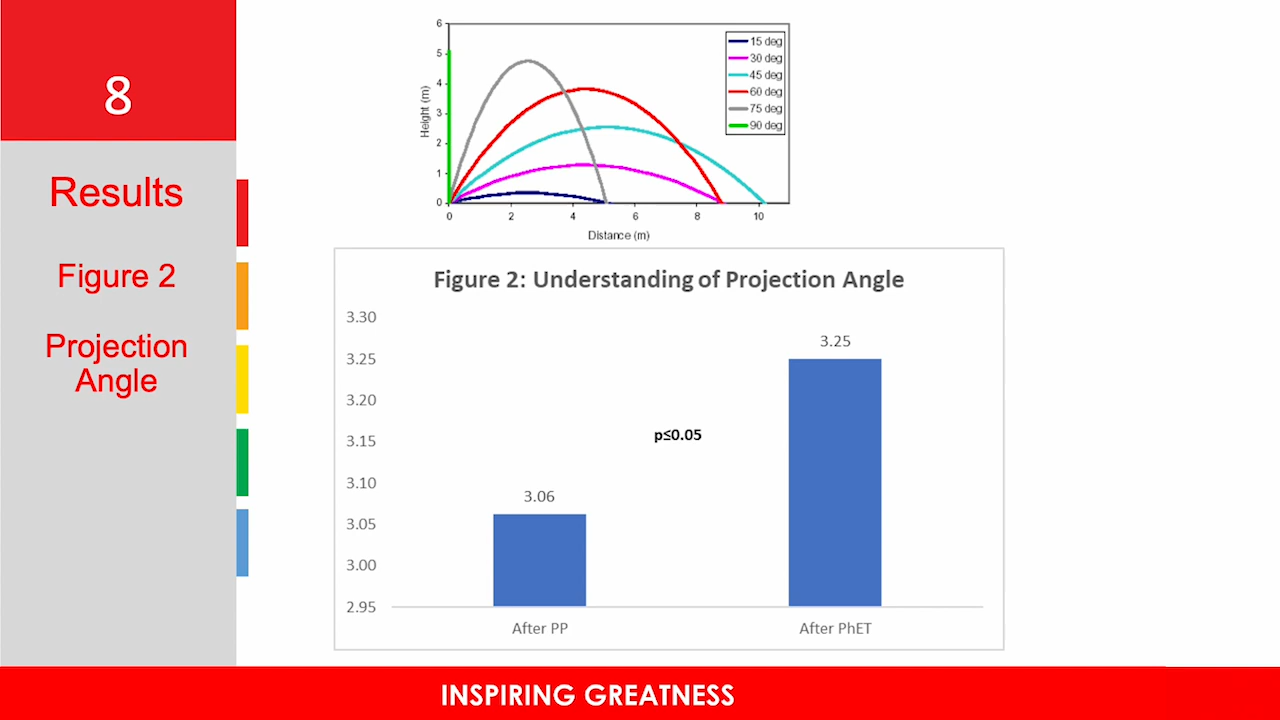 8
Results
Figure 2
Projection
Angle
6
5
4
3
2
1
0
Height (m)
0 2 4 6 8 10
Distance (m)
15 deg
30 deg
45 deg
60 deg
75 deg
90 deg
Figure 2: Understanding of Projection Angle
3.30
3.25
3.20
3.15
3.10
3.05
3.00
2.95
3.06
p≤0.05
3.25
After PP
After PhET
INSPIRING GREATNESS